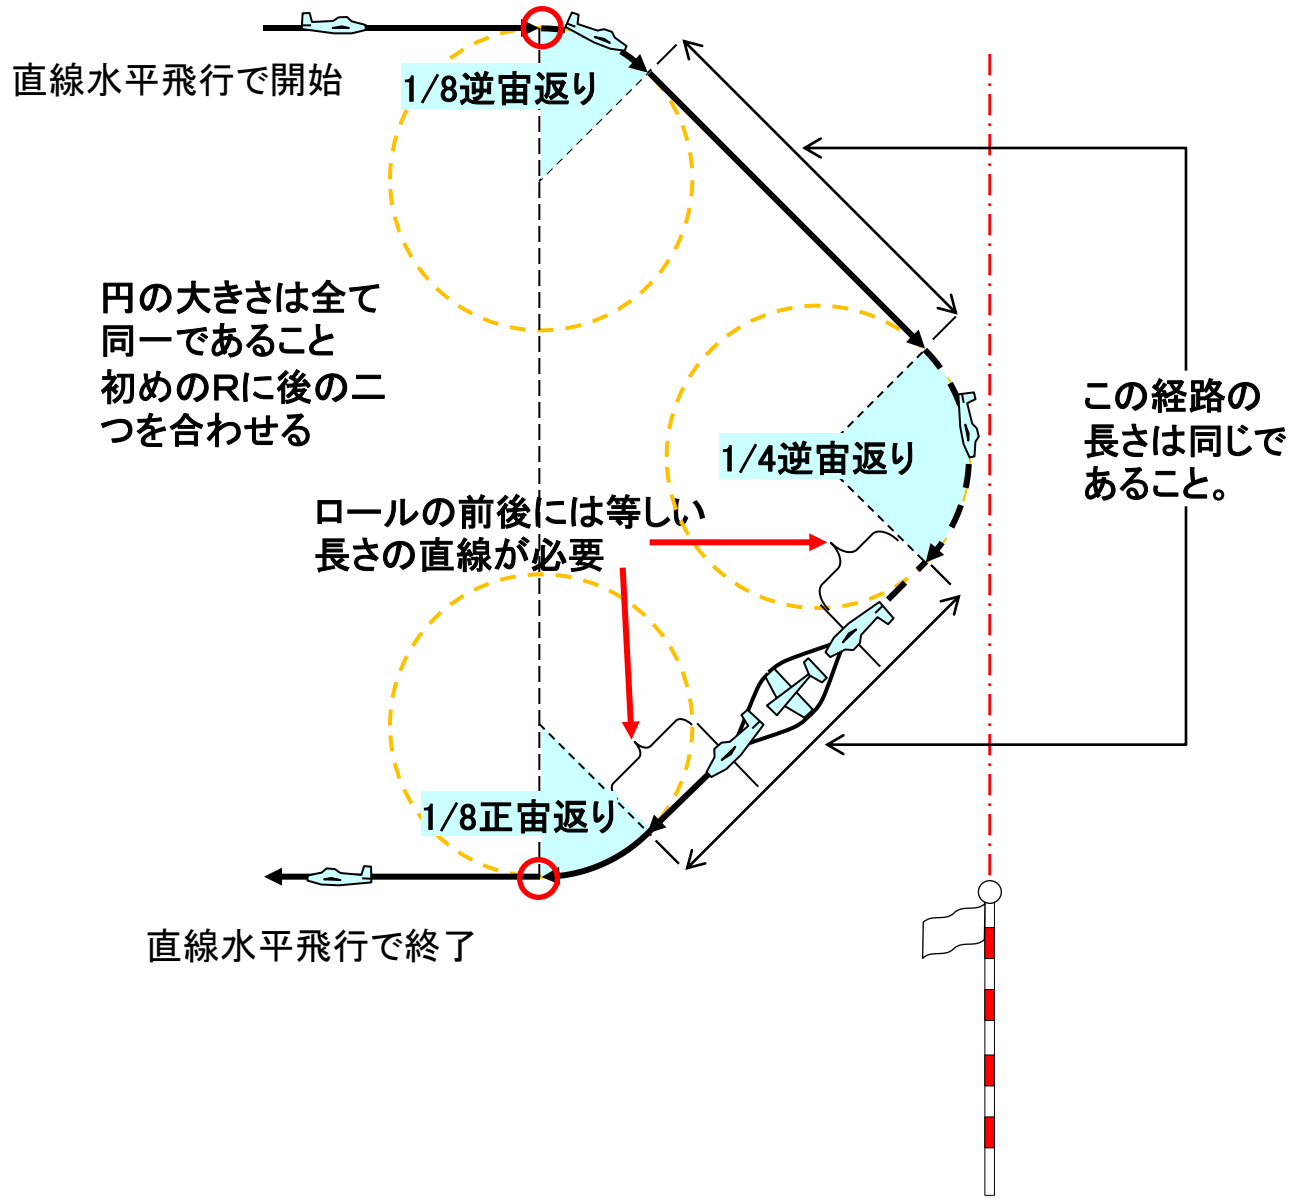 直線水平飛行で開始
1/8逆宙返り
円の大きさは全て
同一であること
初めのRに後の二
つを合わせる
この経路の
長さは同じで
あること。
1/4逆宙返り
ロールの前後には等しい
長さの直線が必要
1/8正宙返り
直線水平飛行で終了